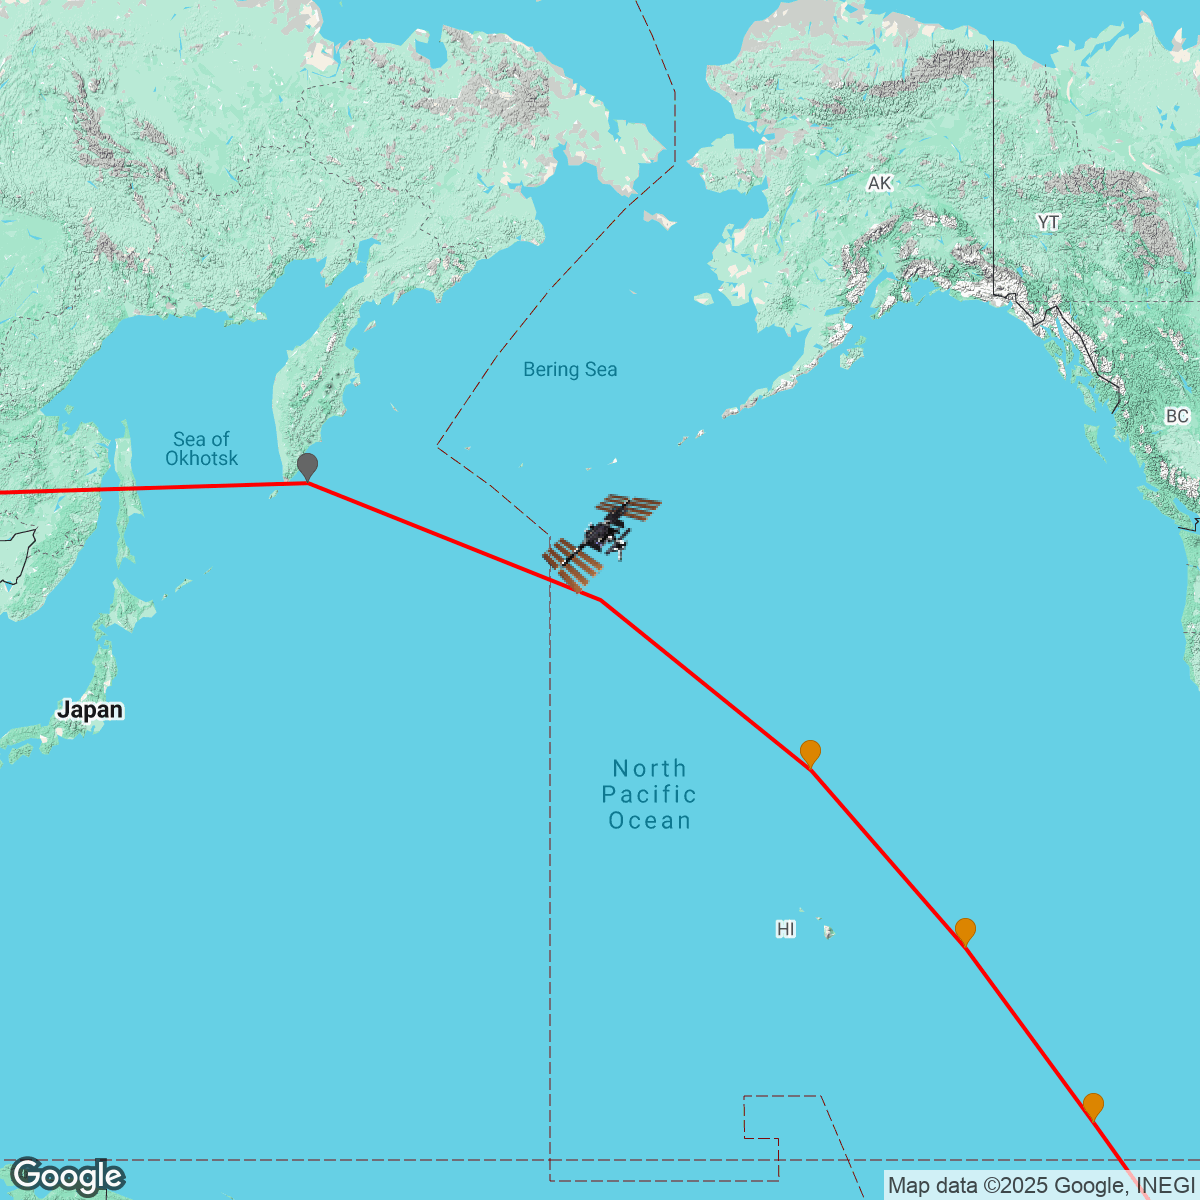 AK
YT
Bering Sea
BC
Sea of
Okhotsk
Japan
North
Pacific
Ocean
HI
Google
Map data ©2025 Google, INEGI